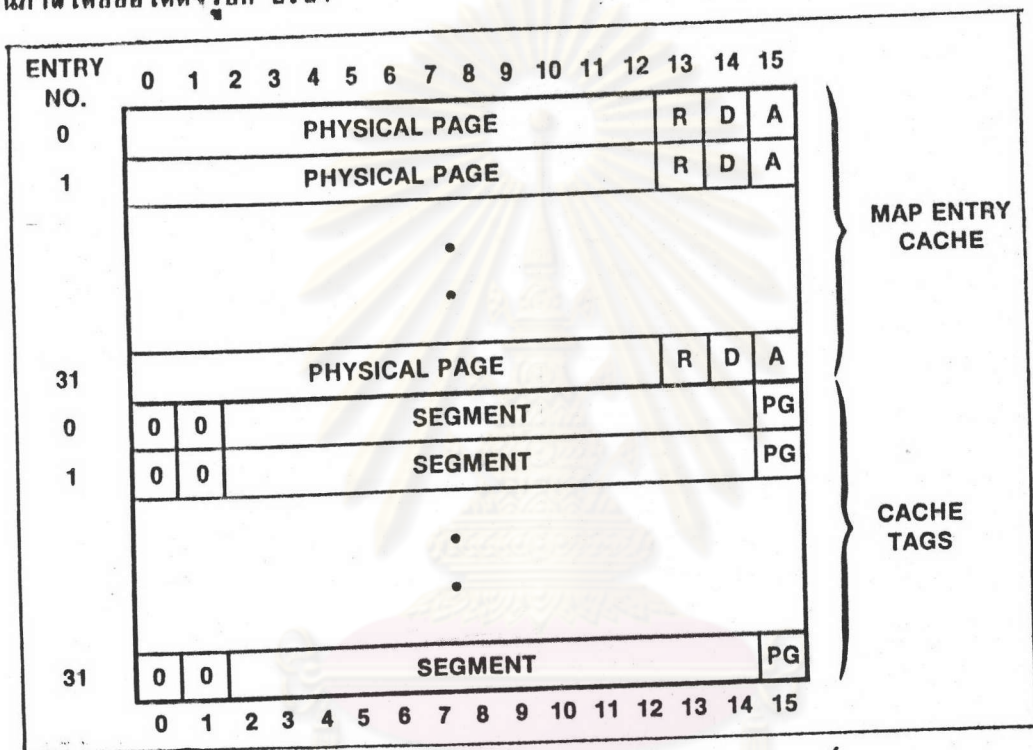 ENTRY NO. 0 1 2 3 4 5 6 7 8 9 10 11 12 13 14 15
0 PHYSICAL PAGE R D A
1 PHYSICAL PAGE R D A
MAP ENTRY CACHE
31 PHYSICAL PAGE R D A
0 0 0 SEGMENT PG
1 0 0 SEGMENT PG
CACHE TAGS
31 0 0 SEGMENT PG
0 1 2 3 4 5 6 7 8 9 10 11 12 13 14 15